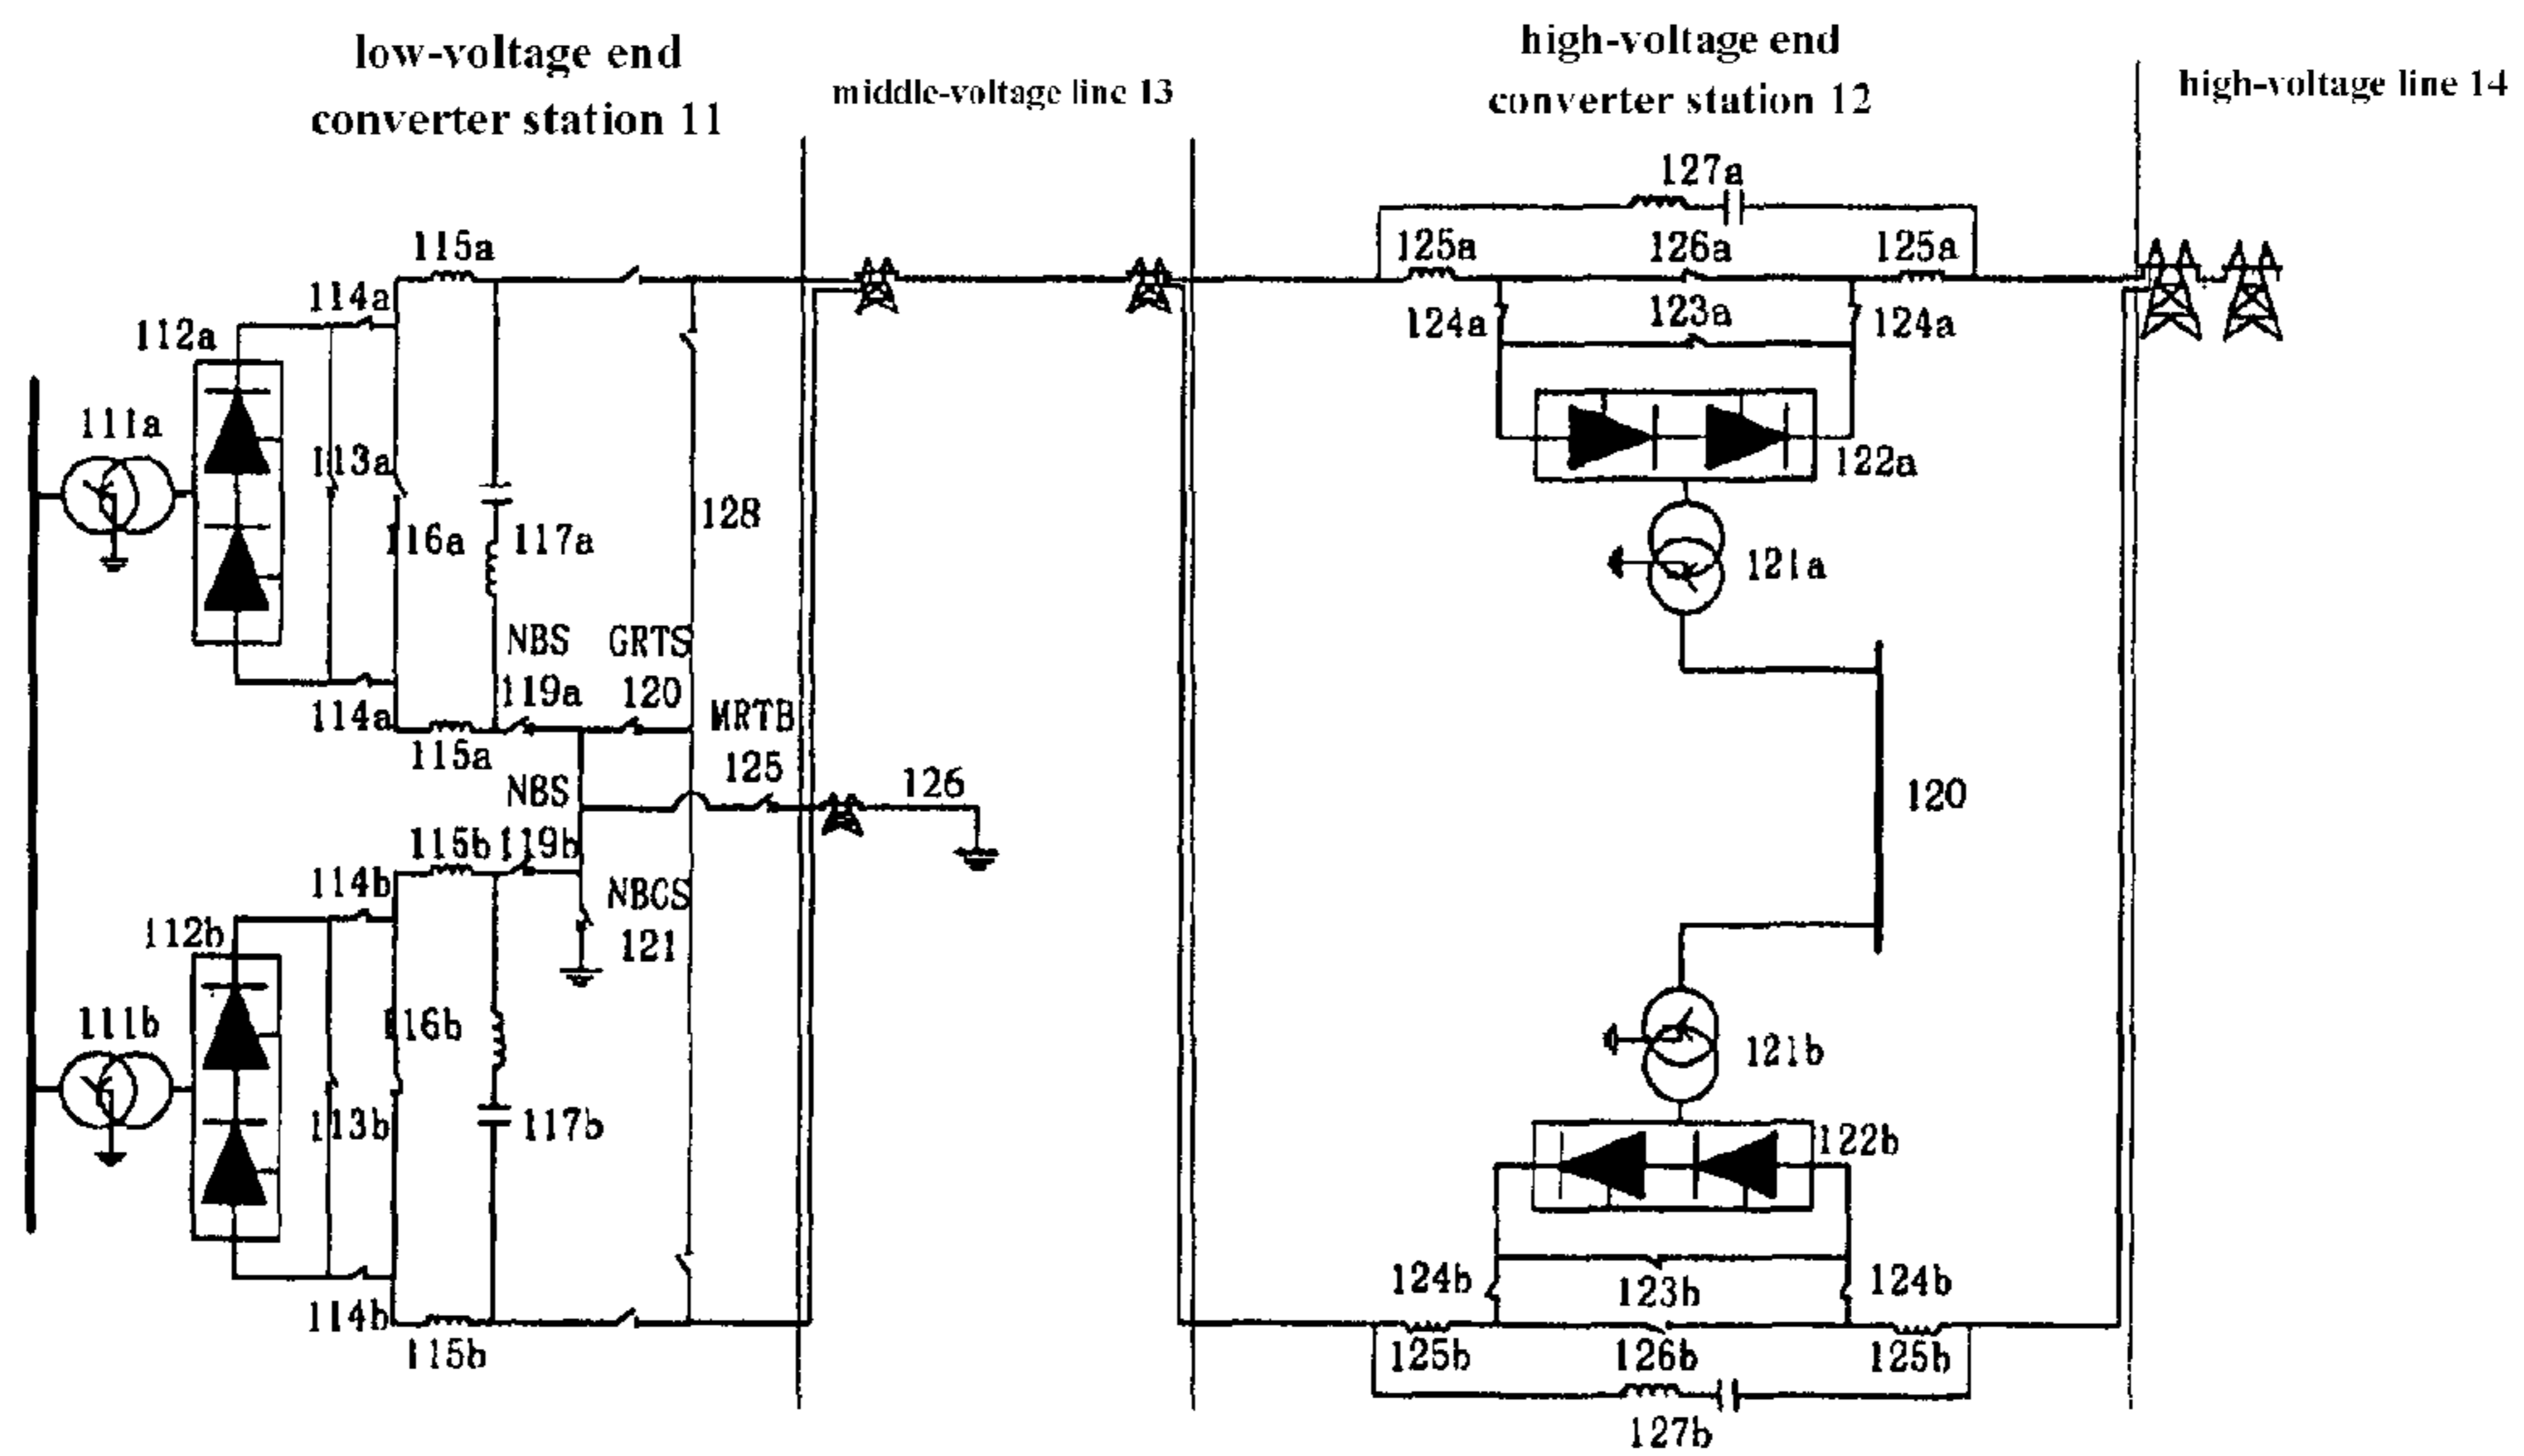 low-voltage end
converter station 11
middle-voltage line 13
high-voltage end
converter station 12
high-voltage line 14
127a
115a
125a
126a
125a
114a
112a
124a
123a
124a
111a
113a
122a
128
116a
117a
121a
NBS
GRTS
119a
120
114a
115a
MRTB
125
NBS
126
120
115b
119b
114b
NBGS
121
112b
111b
116b
121b
113b
117b
122b
124b
123b
124b
114b
115b
125b
126b
125b
127b